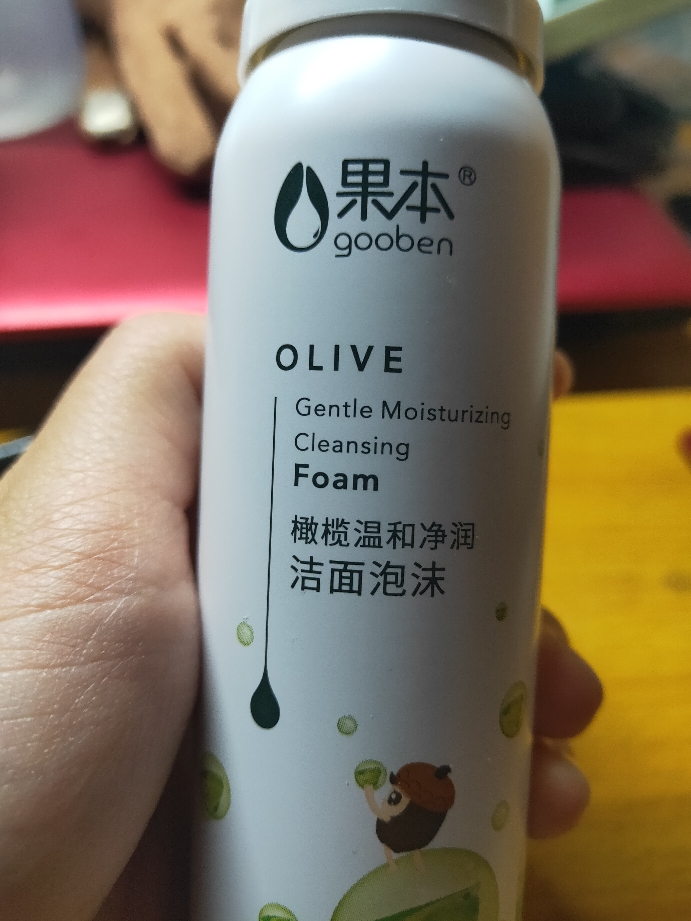 果本®
gooben
OLIVE
Gentle Moisturizing
Cleansing
Foam
橄榄温和净润
洁面泡沫